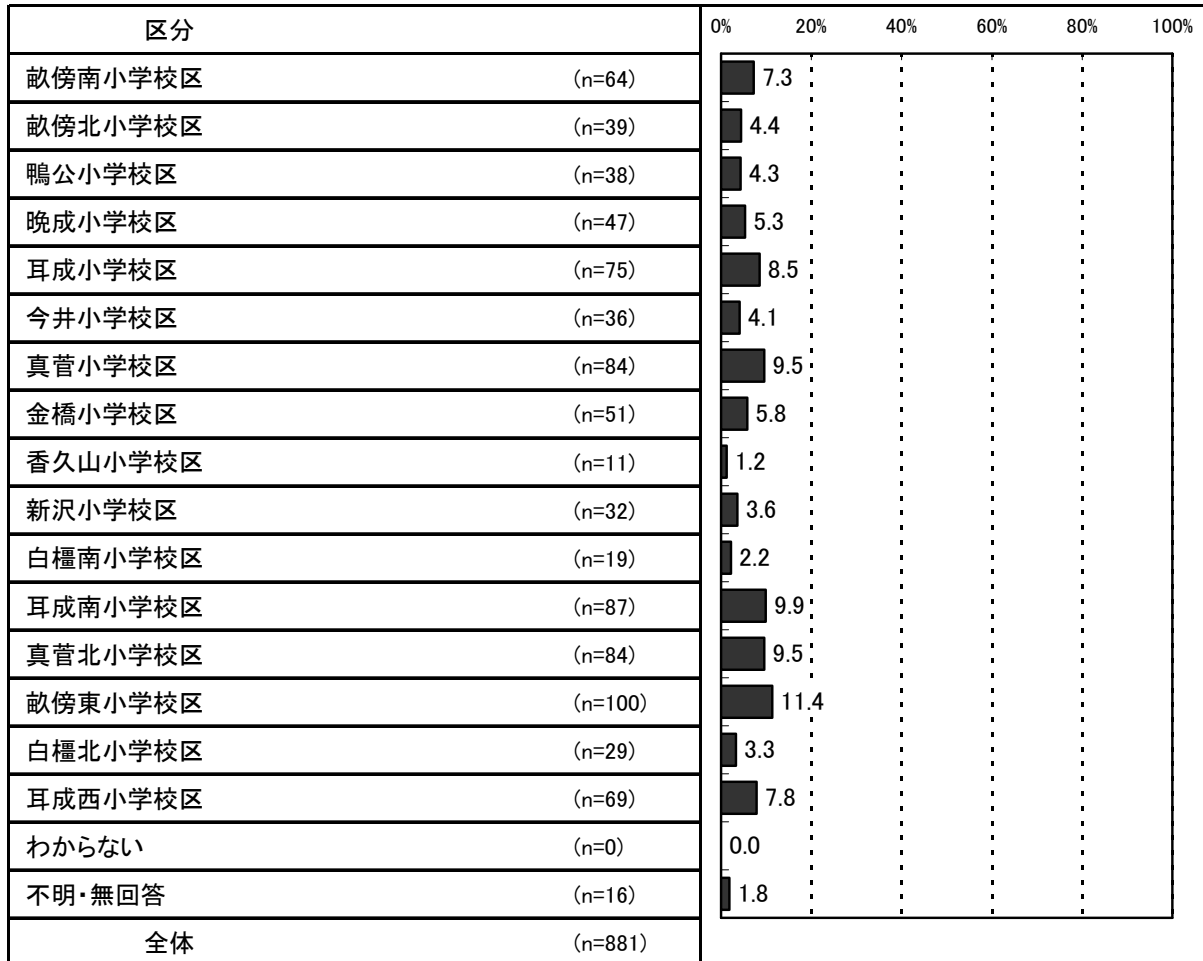 区分 0% 20% 40% 60% 80% 100%
畝傍南小学校区 (n=64) 7.3
畝傍北小学校区 (n=39) 4.4
鴨公小学校区 (n=38) 4.3
晩成小学校区 (n=47) 5.3
耳成小学校区 (n=75) 8.5
今井小学校区 (n=36) 4.1
真菅小学校区 (n=84) 9.5
金橋小学校区 (n=51) 5.8
香久山小学校区 (n=11) 1.2
新沢小学校区 (n=32) 3.6
白橿南小学校区 (n=19) 2.2
耳成南小学校区 (n=87) 9.9
真菅北小学校区 (n=84) 9.5
畝傍東小学校区 (n=100) 11.4
白橿北小学校区 (n=29) 3.3
耳成西小学校区 (n=69) 7.8
わからない (n=0) 0.0
不明・無回答 (n=16) 1.8
全体 (n=881)